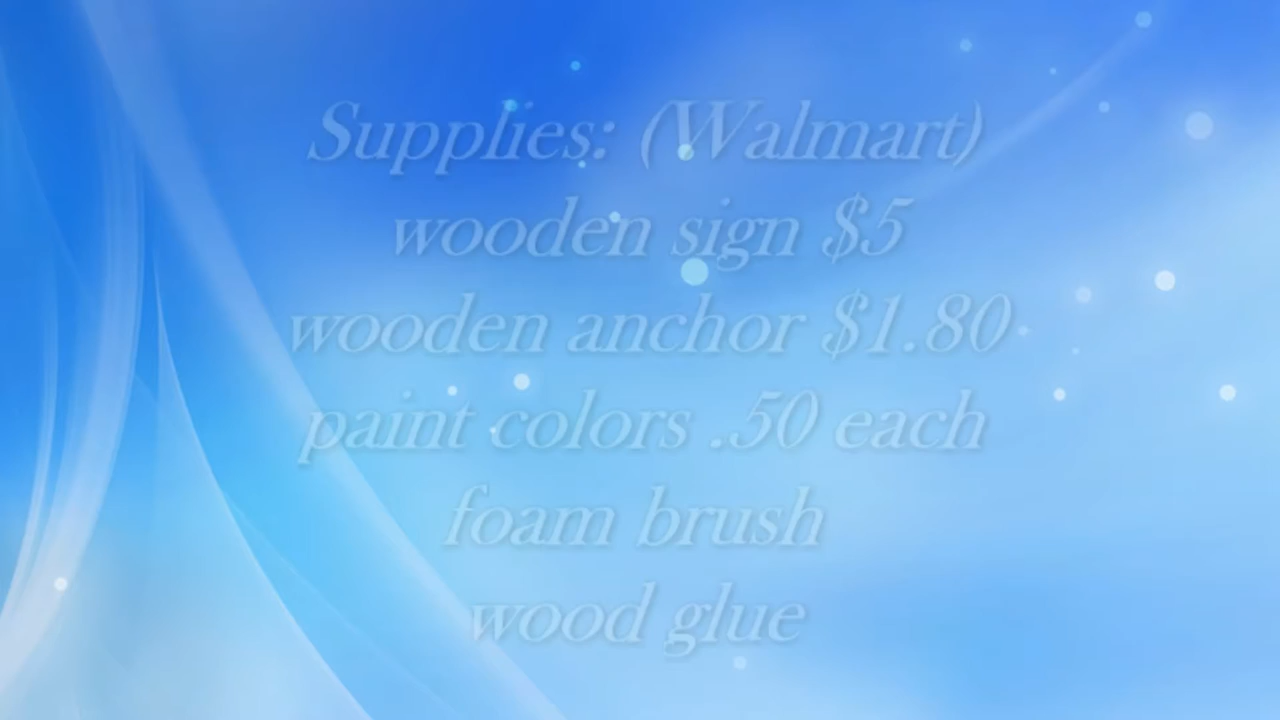 Supplies: (Walmart)
wooden sign $5
wooden anchor $1.80
paint colors .50 each
foam brush
wood glue